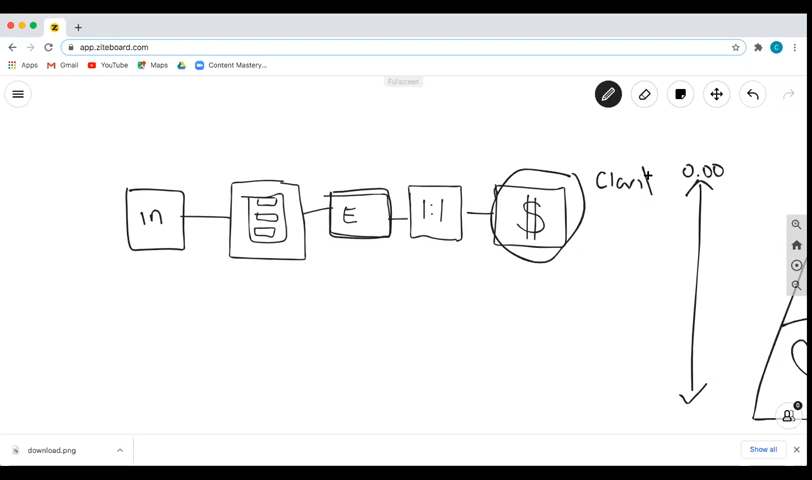 app.ziteboard.com
Apps
Gmail
YouTube
Maps
Content Mastery...
Fullscreen
in
E
1:1
$
Clarit
0.00
0
download.png
Show all